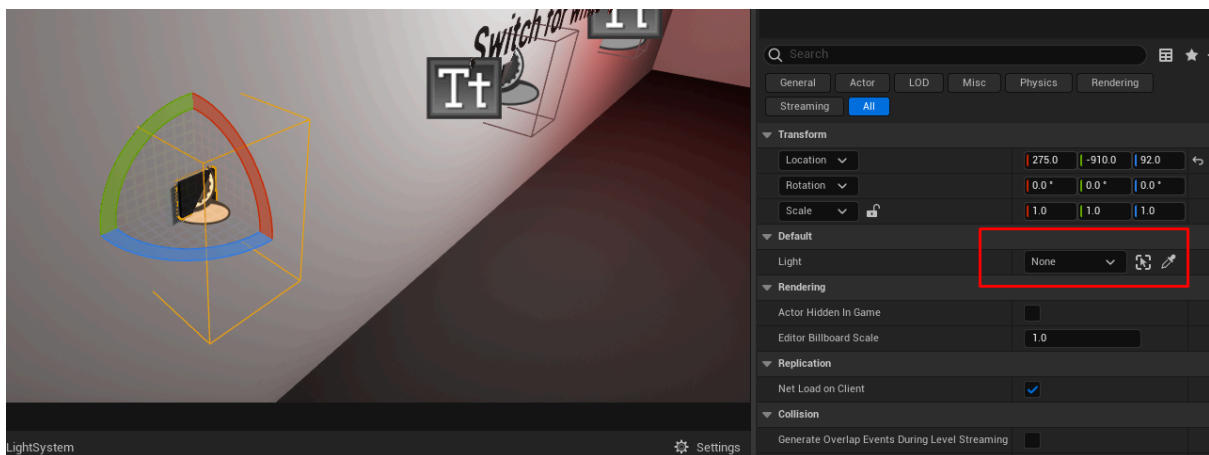 Switch for
Tt
Search
General Actor LOD Misc Physics Rendering
Streaming All
Transform
Location 275.0 -910.0 92.0
Rotation 0.0 ° 0.0 ° 0.0 °
Scale 1.0 1.0 1.0
Default
Light None
Rendering
Actor Hidden In Game
Editor Billboard Scale 1.0
Replication
Net Load on Client
Collision
Generate Overlap Events During Level Streaming
LightSystem Settings